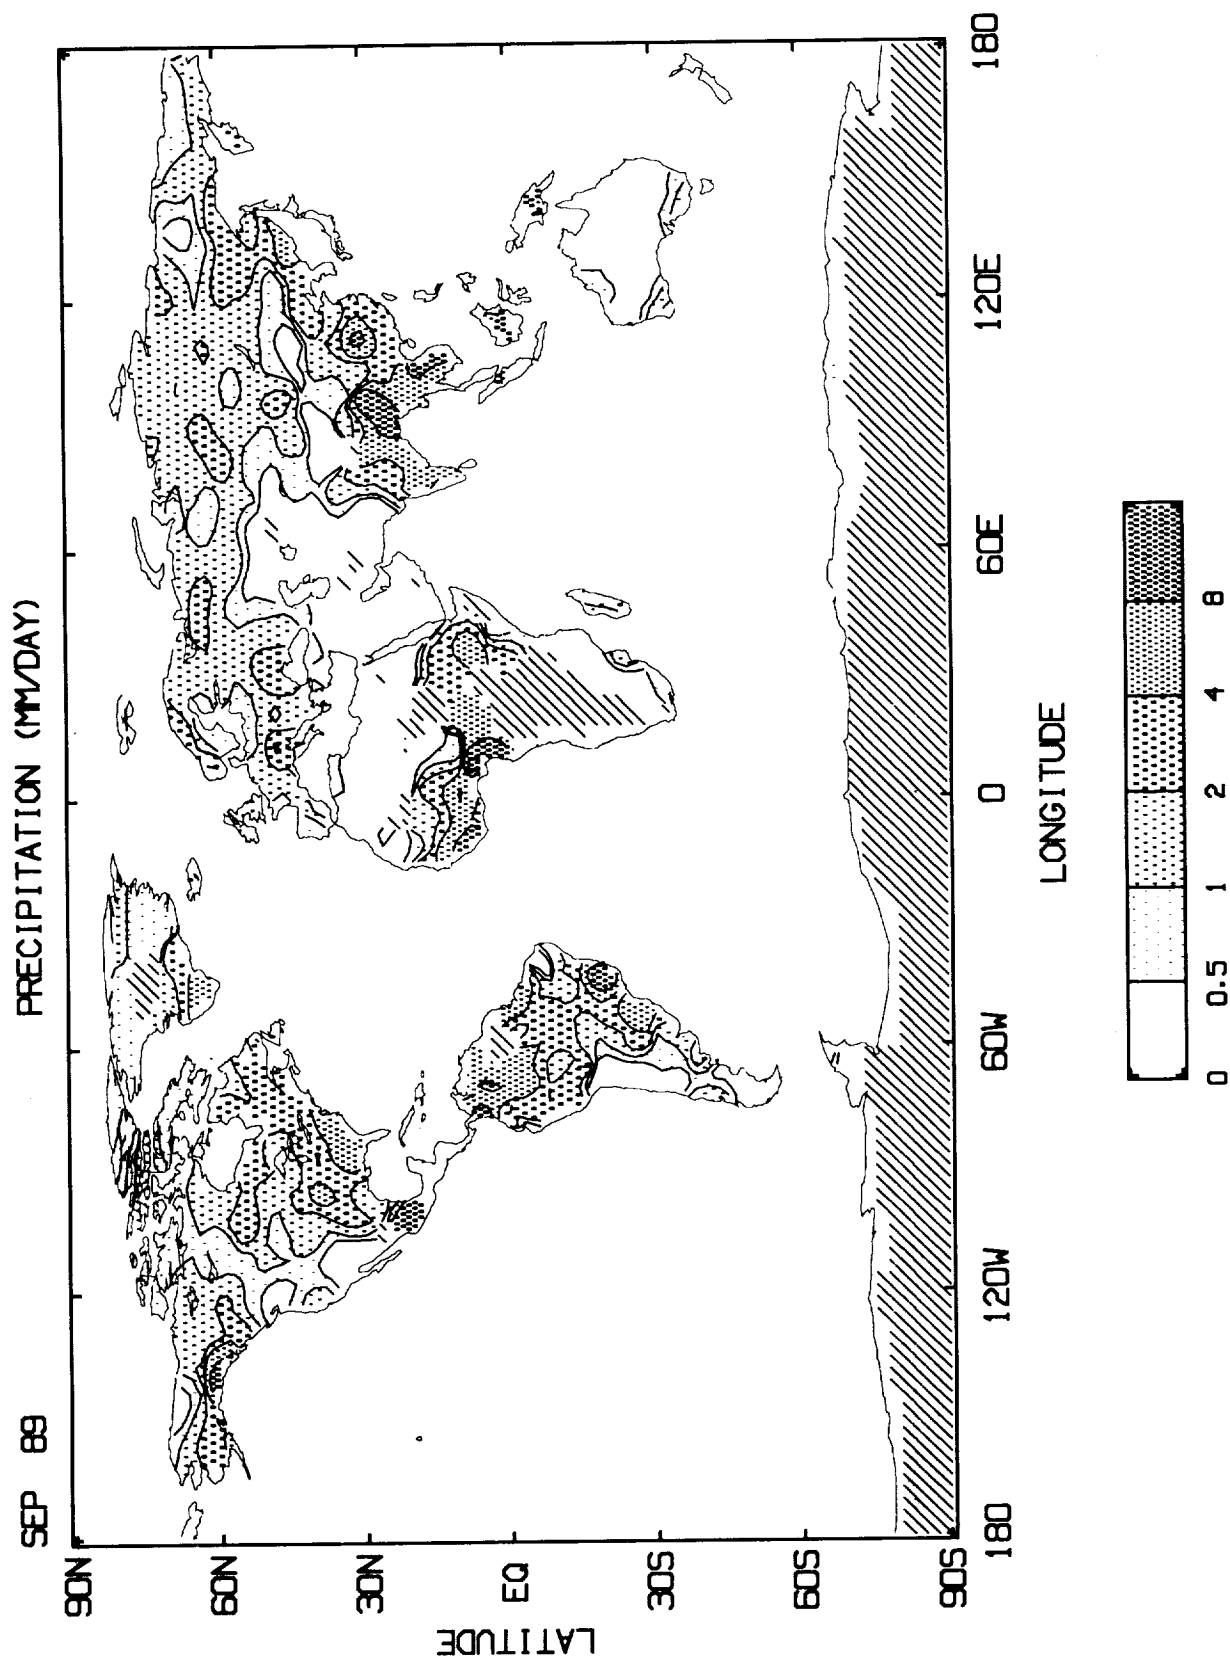 SEP 89
PRECIPITATION (MM/DAY)
LATITUDE
90N
60N
30N
EQ
30S
60S
90S
180
120W
60W
0
60E
120E
180
LONGITUDE
0
0.5
1
2
4
8